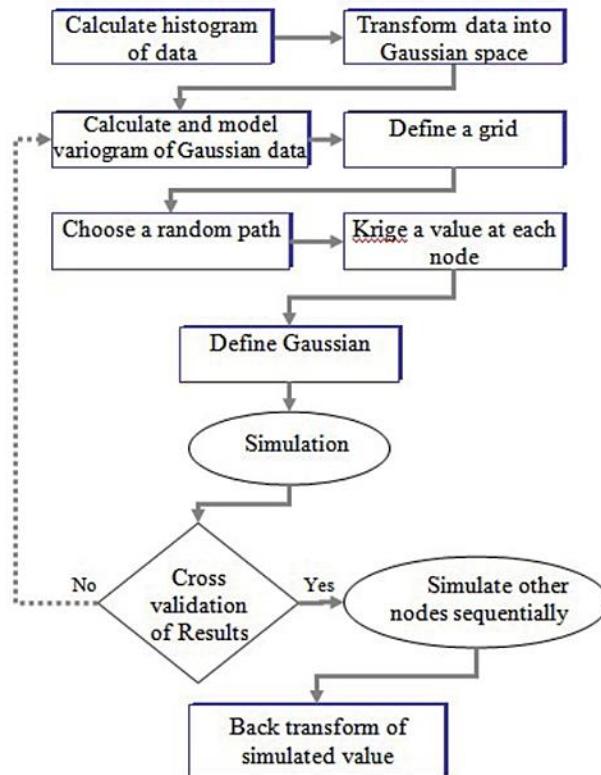 Calculate histogram
of data
Transform data into
Gaussian space
Calculate and model
variogram of Gaussian data
Define a grid
Choose a random path
Krige a value at each
node
Define Gaussian
Simulation
No
Cross
validation
of Results
Yes
Simulate other
nodes sequentially
Back transform of
simulated value